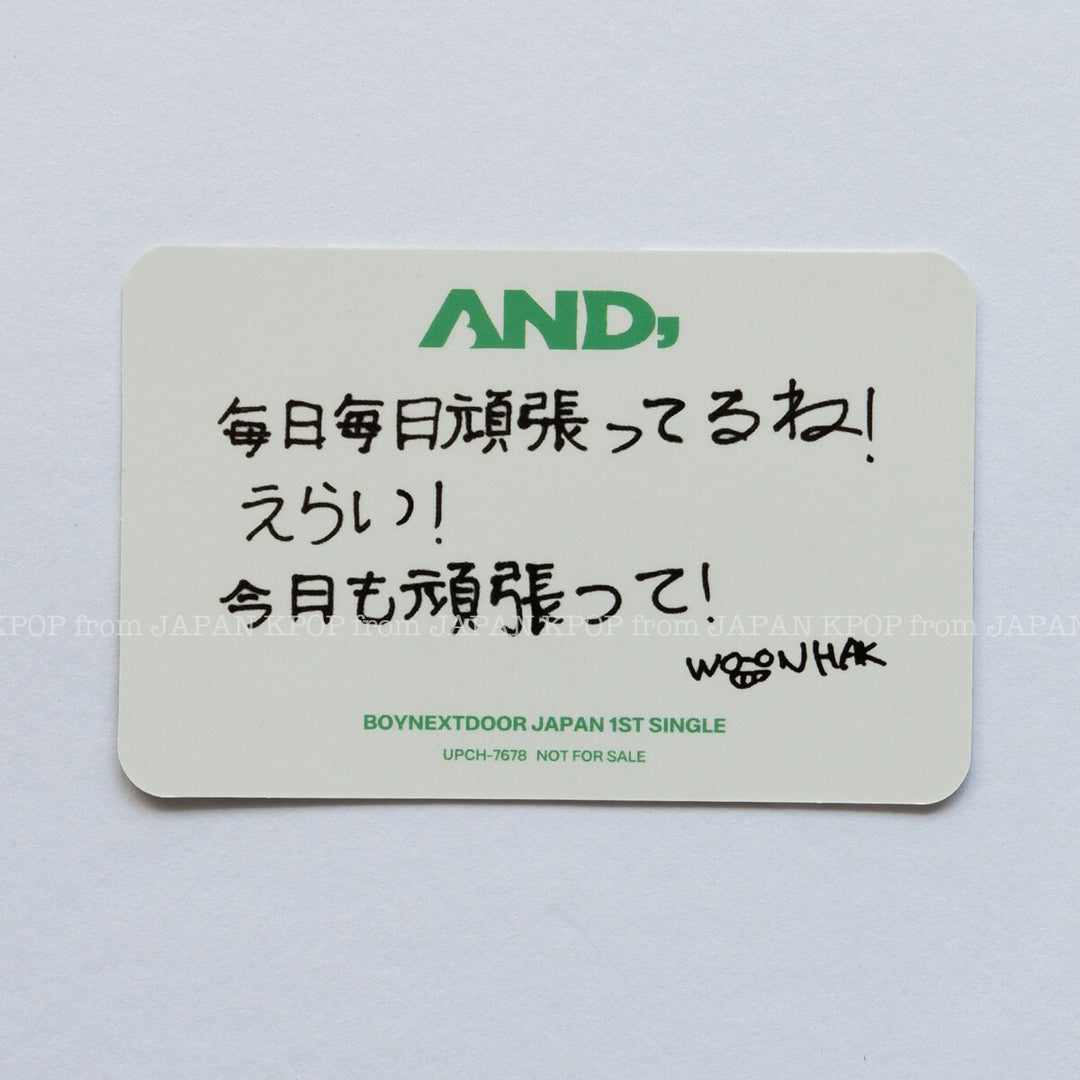 AND,
毎日毎日頑張ってるね!
えらい!
今日も頑張って!
KPOP from JAPAN KPOP from JAPAN KPOP from JAPAN KPOP from JAPAN
WOONHAK
BOYNEXTDOOR JAPAN 1ST SINGLE
UPCH-7678 NOT FOR SALE